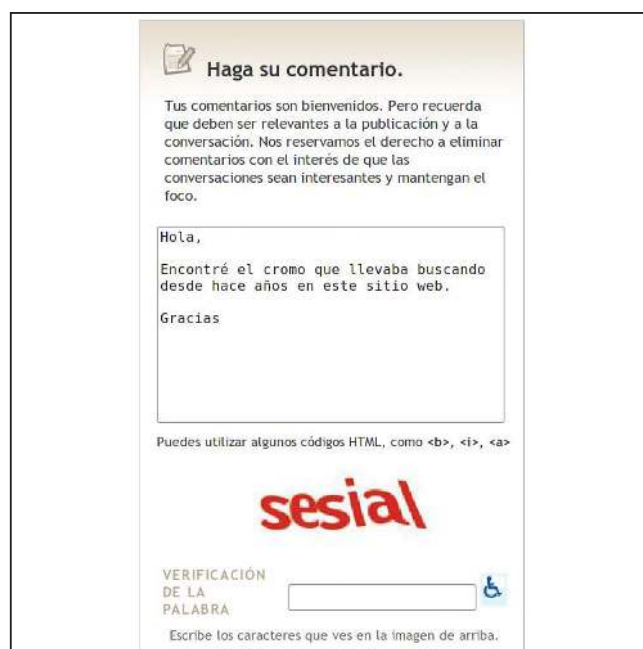 Haga su comentario.
Tus comentarios son bienvenidos. Pero recuerda
que deben ser relevantes a la publicación y a la
conversación. Nos reservamos el derecho a eliminar
comentarios con el interés de que las
conversaciones sean interesantes y mantengan el
foco.
Hola,
Encontré el cromo que llevaba buscando
desde hace años en este sitio web.
Gracias
Puedes utilizar algunos códigos HTML, como <b>, <i>, <a>
sesial
VERIFICACIÓN
DE LA
PALABRA
Escribe los caracteres que ves en la imagen de arriba.